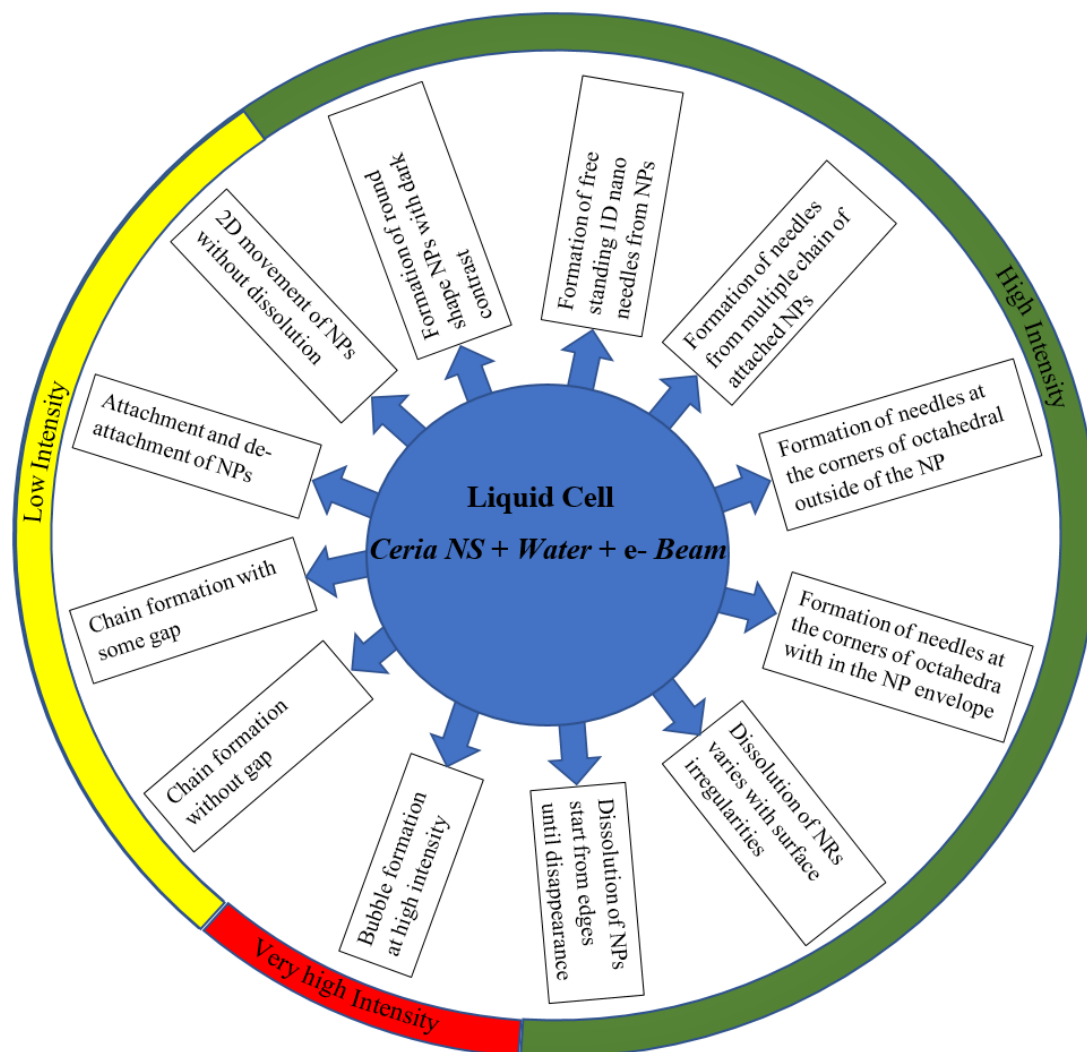 Liquid Cell
Ceria NS + Water + e- Beam
Low Intensity
High Intensity
Very high Intensity
Formation of round
shape NPs with dark
contrast
Formation of free
standing 1D nano
needles from NPs
Formation of needles
from multiple chain of
attached NPs
Formation of needles at
the corners of octahedral
outside of the NP
Formation of needles at
the corners of octahedra
with in the NP envelope
Dissolution of NRs
varies with surface
irregularities
Dissolution of NPs
start from edges
until disappearance
Bubble formation
at high intensity
Chain formation
without gap
Chain formation with
some gap
Attachment and de-
attachment of NPs
2D movement of NPs
without dissolution